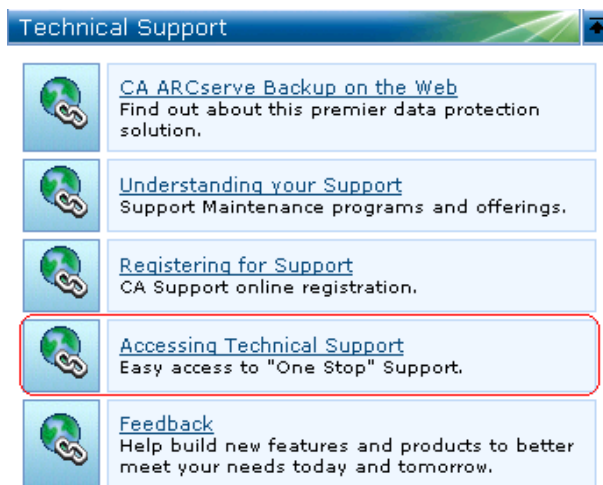 Technical Support
CA ARCserve Backup on the Web
Find out about this premier data protection
solution.
Understanding your Support
Support Maintenance programs and offerings.
Registering for Support
CA Support online registration.
Accessing Technical Support
Easy access to "One Stop" Support.
Feedback
Help build new features and products to better
meet your needs today and tomorrow.